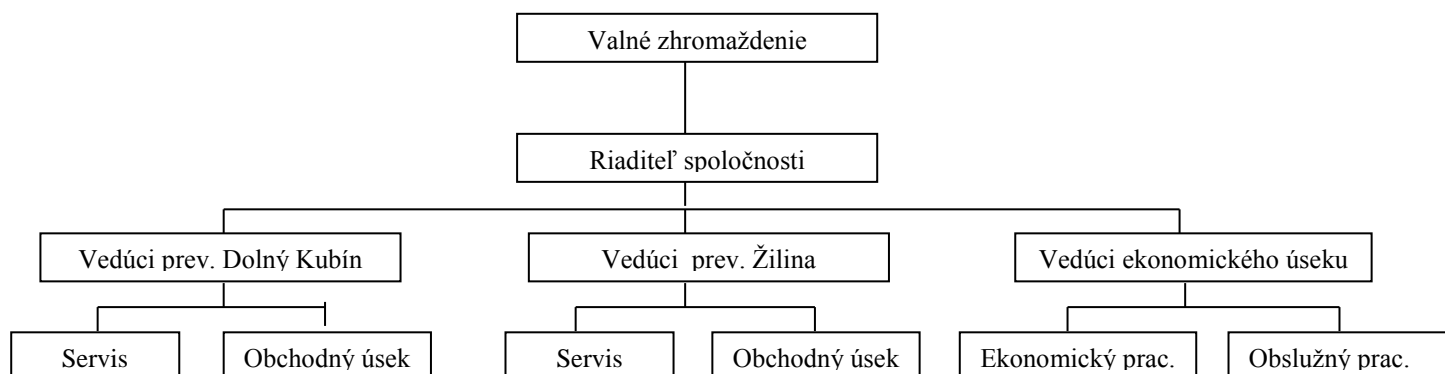 Valné zhromaždenie
Riaditeľ spoločnosti
Vedúci prev. Dolný Kubín
Vedúci prev. Žilina
Vedúci ekonomického úseku
Servis
Obchodný úsek
Servis
Obchodný úsek
Ekonomický prac.
Obslužný prac.